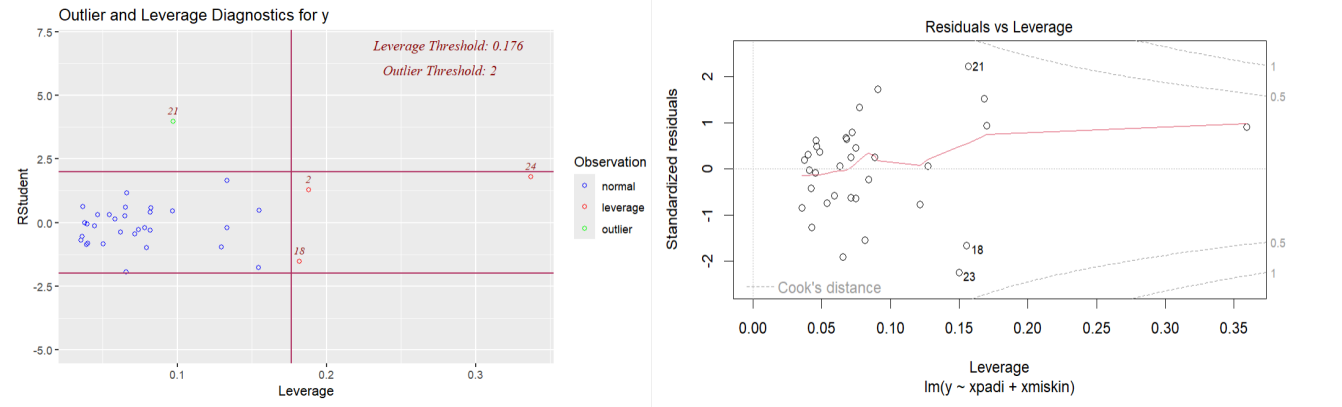 Outlier and Leverage Diagnostics for y
7.5
5.0
2.5
0.0
-2.5
-5.0
RStudent
Leverage Threshold: 0.176
Outlier Threshold: 2
21
2
24
18
0.1
0.2
0.3
Leverage
Observation
normal
leverage
outlier
Residuals vs Leverage
Standardized residuals
2
1
0
-1
-2
21
18
23
1
0.5
0.5
1
Cook's distance
0.00
0.05
0.10
0.15
0.20
0.25
0.30
0.35
Leverage
lm(y ~ xpadi + xmiskin)